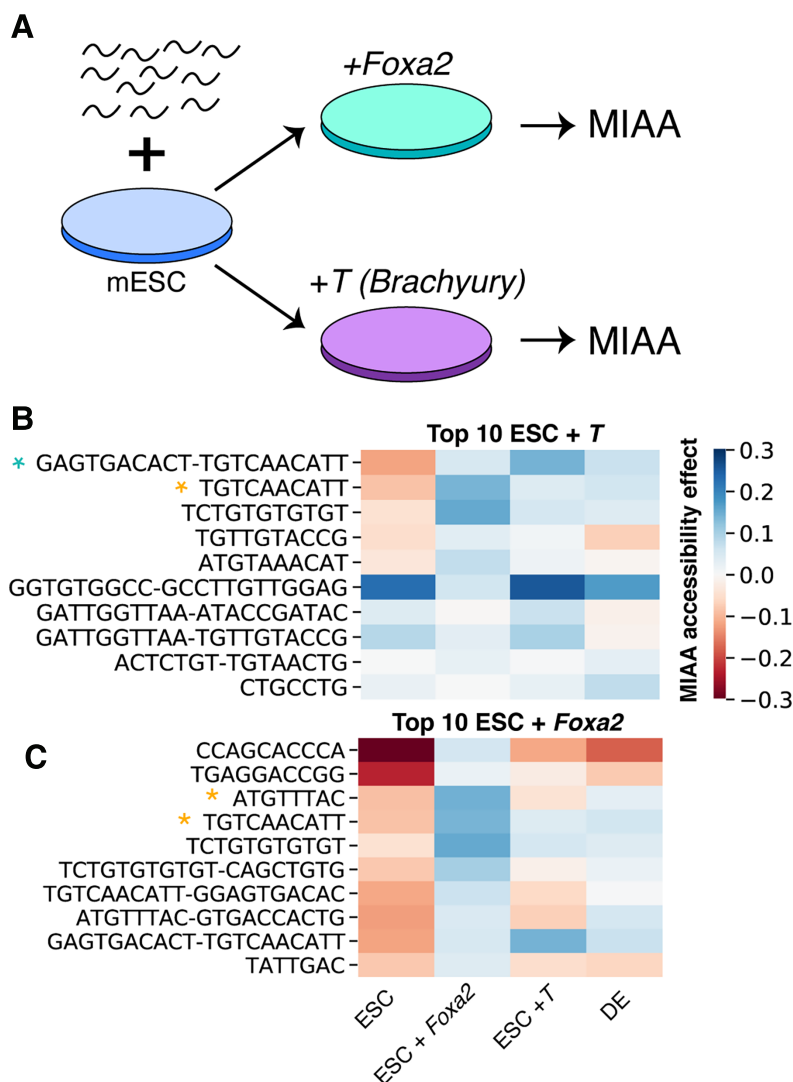 A
+Foxa2
MIAA
+
mESC
+T (Brachyury)
MIAA
B
Top 10 ESC + T
* GAGTGACACT-TGTCAACATT
* TGTCAACATT
TCTGTGTGTGT
TGTTGTACCG
ATGTAAACAT
GGTGTGGCC-GCCTTGTTGGAG
GATTGGTTAA-ATACCGATAC
GATTGGTTAA-TGTTGTACCG
ACTCTGT-TGTAACTG
CTGCCTG
MIAA accessibility effect
0.3
0.2
0.1
0.0
−0.1
−0.2
−0.3
C
Top 10 ESC + Foxa2
CCAGCACCCA
TGAGGACCGG
* ATGTTTAC
* TGTCAACATT
TCTGTGTGTGT
TCTGTGTGTGT-CAGCTGTG
TGTCAACATT-GGAGTGACAC
ATGTTTAC-GTGACCACTG
GAGTGACACT-TGTCAACATT
TATTGAC
ESC
ESC + Foxa2
ESC +T
DE